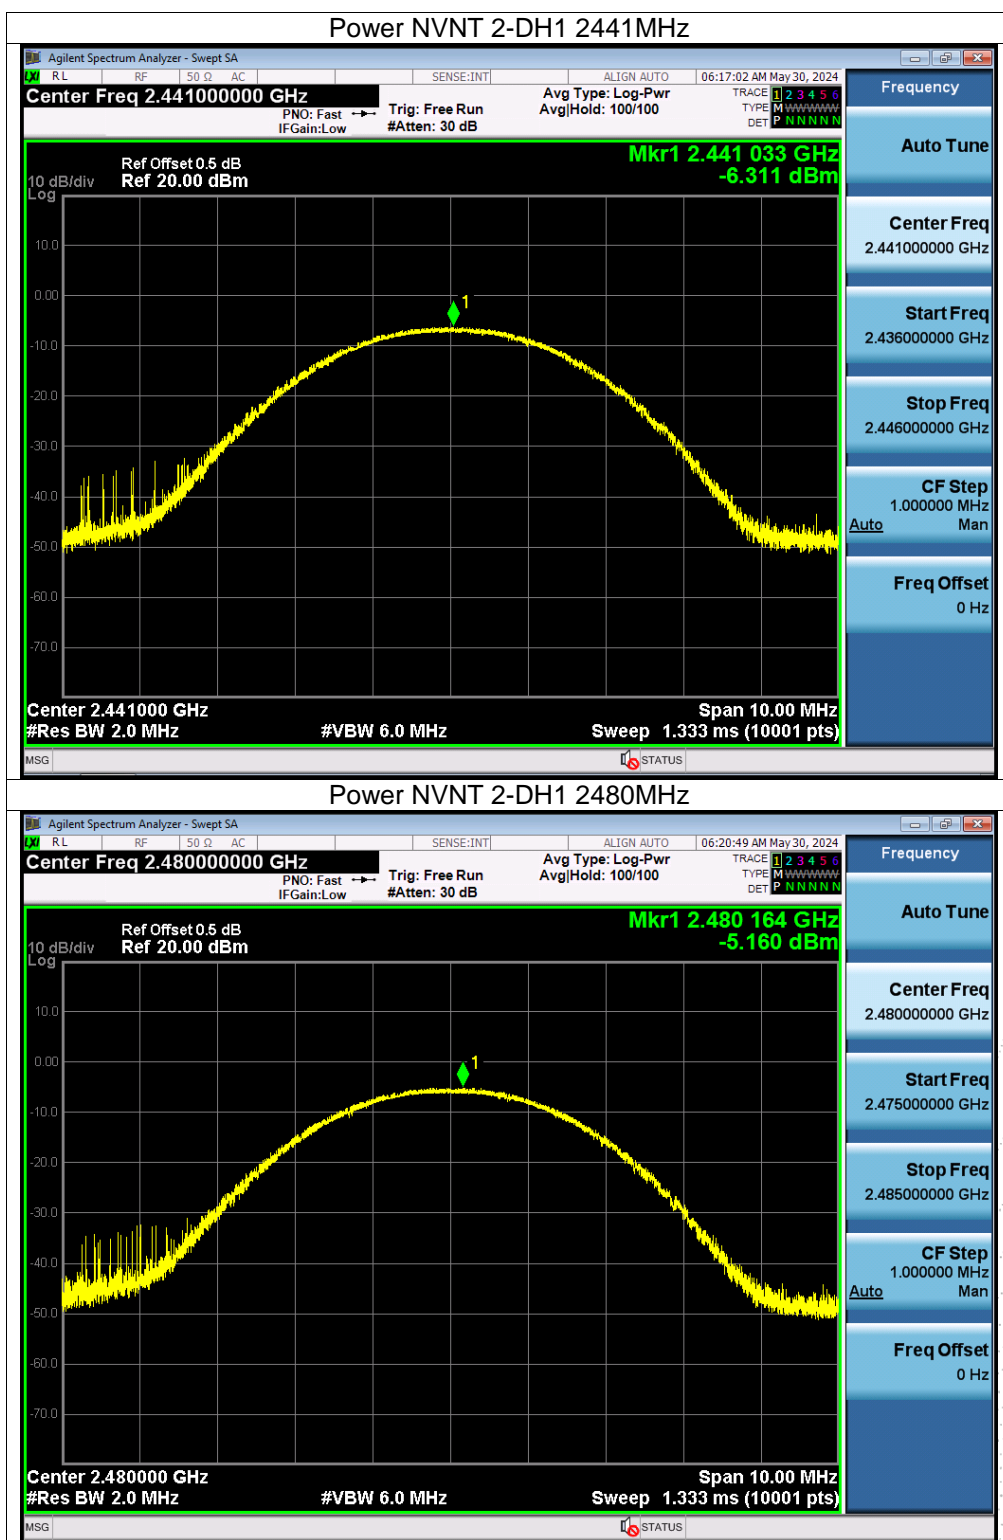 Power NVNT 2-DH1 2441MHz
Agilent Spectrum Analyzer - Swept SA
LXI RL RF 50 Ω AC SENSE:INT ALIGN AUTO 06:17:02 AM May 30, 2024
Center Freq 2.441000000 GHz
PNO: Fast
IFGain:Low
Trig: Free Run
#Atten: 30 dB
Avg Type: Log-Pwr
Avg|Hold: 100/100
TRACE 1 2 3 4 5 6
TYPE M WWWWW
DET P N N N N N
Frequency
Auto Tune
Center Freq
2.441000000 GHz
Start Freq
2.436000000 GHz
Stop Freq
2.446000000 GHz
CF Step
1.000000 MHz
Auto Man
Freq Offset
0 Hz
Mkr1 2.441 033 GHz
-6.311 dBm
Ref Offset 0.5 dB
10 dB/div Ref 20.00 dBm
Log
10.0
0.00
-10.0
-20.0
-30.0
-40.0
-50.0
-60.0
-70.0
1
Center 2.441000 GHz Span 10.00 MHz
#Res BW 2.0 MHz #VBW 6.0 MHz Sweep 1.333 ms (10001 pts)
MSG STATUS
Power NVNT 2-DH1 2480MHz
Agilent Spectrum Analyzer - Swept SA
LXI RL RF 50 Ω AC SENSE:INT ALIGN AUTO 06:20:49 AM May 30, 2024
Center Freq 2.480000000 GHz
PNO: Fast
IFGain:Low
Trig: Free Run
#Atten: 30 dB
Avg Type: Log-Pwr
Avg|Hold: 100/100
TRACE 1 2 3 4 5 6
TYPE M WWWWW
DET P N N N N N
Frequency
Auto Tune
Center Freq
2.480000000 GHz
Start Freq
2.475000000 GHz
Stop Freq
2.485000000 GHz
CF Step
1.000000 MHz
Auto Man
Freq Offset
0 Hz
Mkr1 2.480 164 GHz
-5.160 dBm
Ref Offset 0.5 dB
10 dB/div Ref 20.00 dBm
Log
10.0
0.00
-10.0
-20.0
-30.0
-40.0
-50.0
-60.0
-70.0
1
Center 2.480000 GHz Span 10.00 MHz
#Res BW 2.0 MHz #VBW 6.0 MHz Sweep 1.333 ms (10001 pts)
MSG STATUS